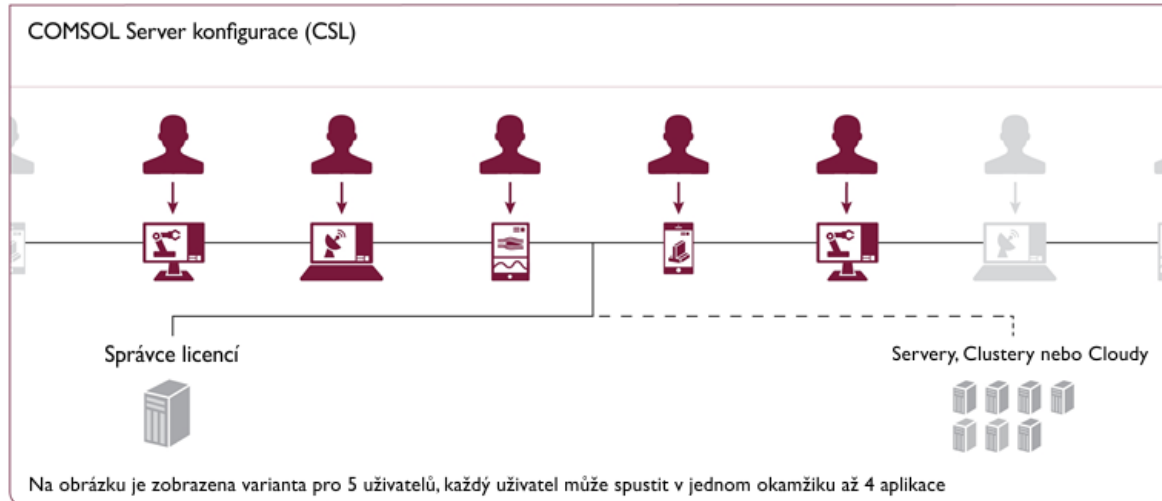 COMSOL Server konfigurace (CSL)
Správce licencí
Servery, Clustery nebo Cloudy
Na obrázku je zobrazena varianta pro 5 uživatelů, každý uživatel může spustit v jednom okamžiku až 4 aplikace